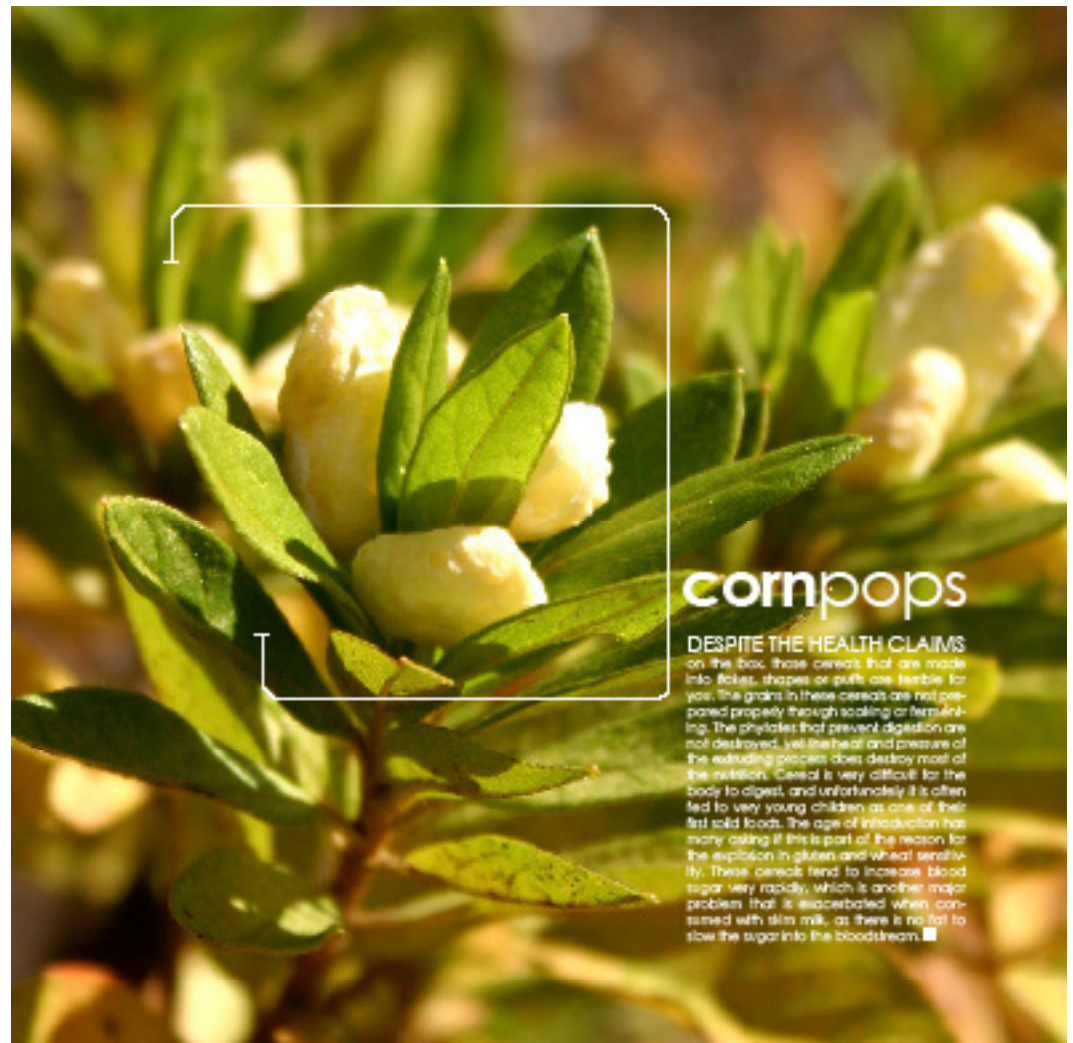 cornpops
DESPITE THE HEALTH CLAIMS
on the box, those cereals that are made
into flakes, shapes or puffs are terrible for
you. The grains in these cereals are not pre-
pared properly through soaking or ferment-
ing. The phytates that prevent digestion are
not destroyed, yet the heat and pressure of
the extruding process does destroy most of
the nutrition. Cereal is very difficult for the
body to digest, and unfortunately it is often
fed to very young children as one of their
first solid foods. The age of introduction has
many asking if this is part of the reason for
the explosion in gluten and wheat sensitiv-
ity. These cereals tend to increase blood
sugar very rapidly, which is another major
problem that is exacerbated when con-
sumed with skim milk, as there is no fat to
slow the sugar into the bloodstream.